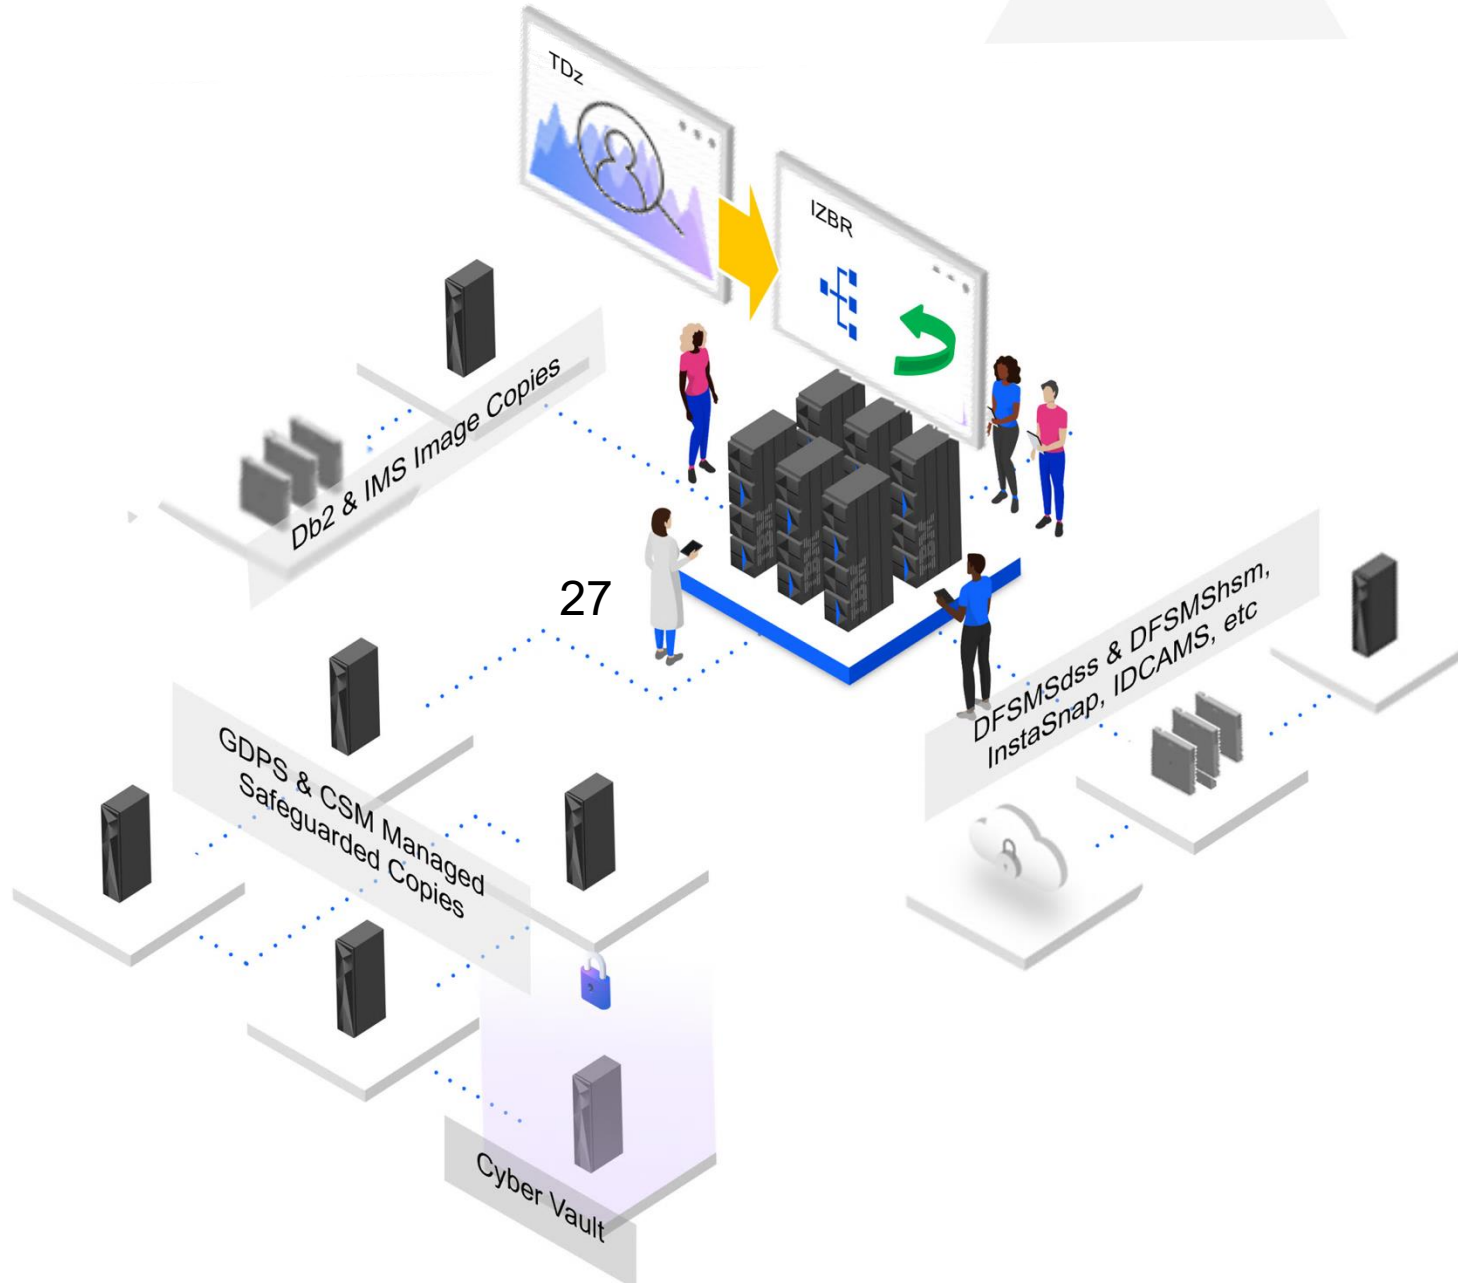 TDz
IZBR
Db2 & IMS Image Copies
27
DFSMSdss & DFSMShsm,
InstaSnap, IDCAMS, etc
GDPS & CSM Managed
Safeguarded Copies
Cyber Vault